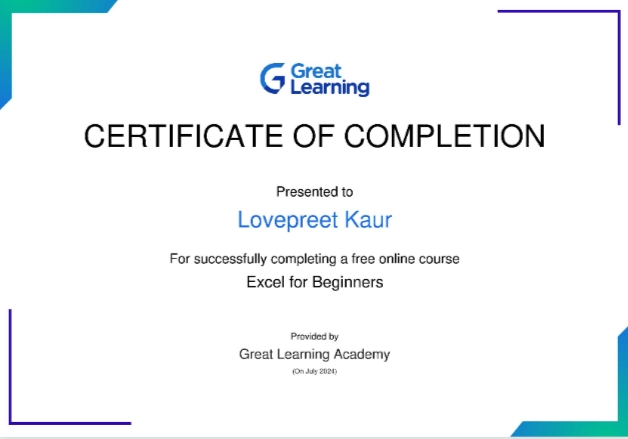 Great
Learning
CERTIFICATE OF COMPLETION
Presented to
Lovepreet Kaur
For successfully completing a free online course
Excel for Beginners
Provided by
Great Learning Academy
(On July 2024)